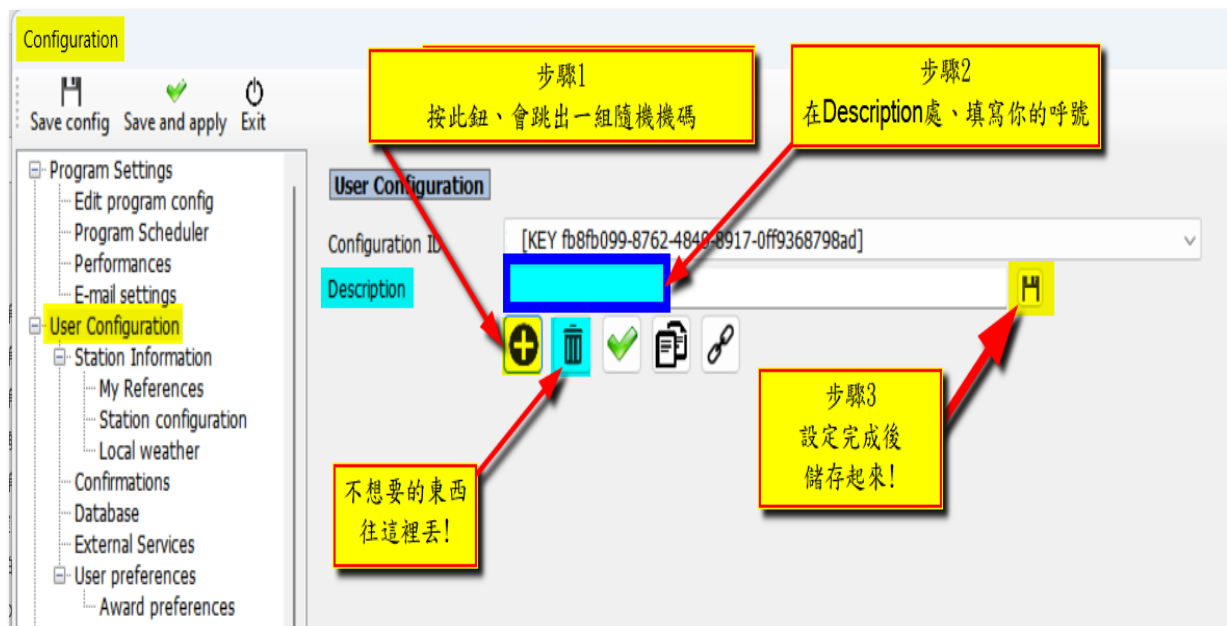 Configuration
Save config Save and apply Exit
步驟1
按此鈕、會跳出一組隨機機碼
步驟2
在Description處、填寫你的呼號
Program Settings
Edit program config
Program Scheduler
Performances
E-mail settings
User Configuration
Station Information
My References
Station configuration
Local weather
Confirmations
Database
External Services
User preferences
Award preferences
User Configuration
Configuration ID
[KEY fb8fb099-8762-4848-8917-0ff9368798ad]
Description
步驟3
設定完成後
儲存起來!
不想要的東西
往這裡丟!